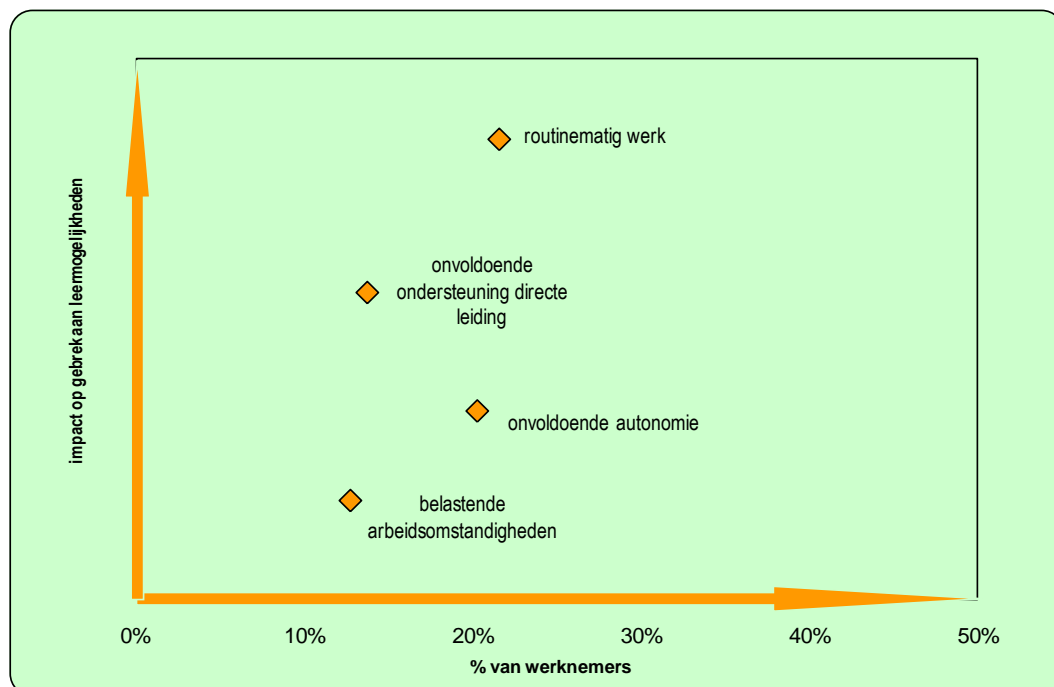 routinematig werk
onvoldoende
ondersteuning directe
leiding
onvoldoende autonomie
belastende
arbeidsomstandigheden
impact op gebrek aan leermogelijkheden
0% 10% 20% 30% 40% 50%
% van werknemers